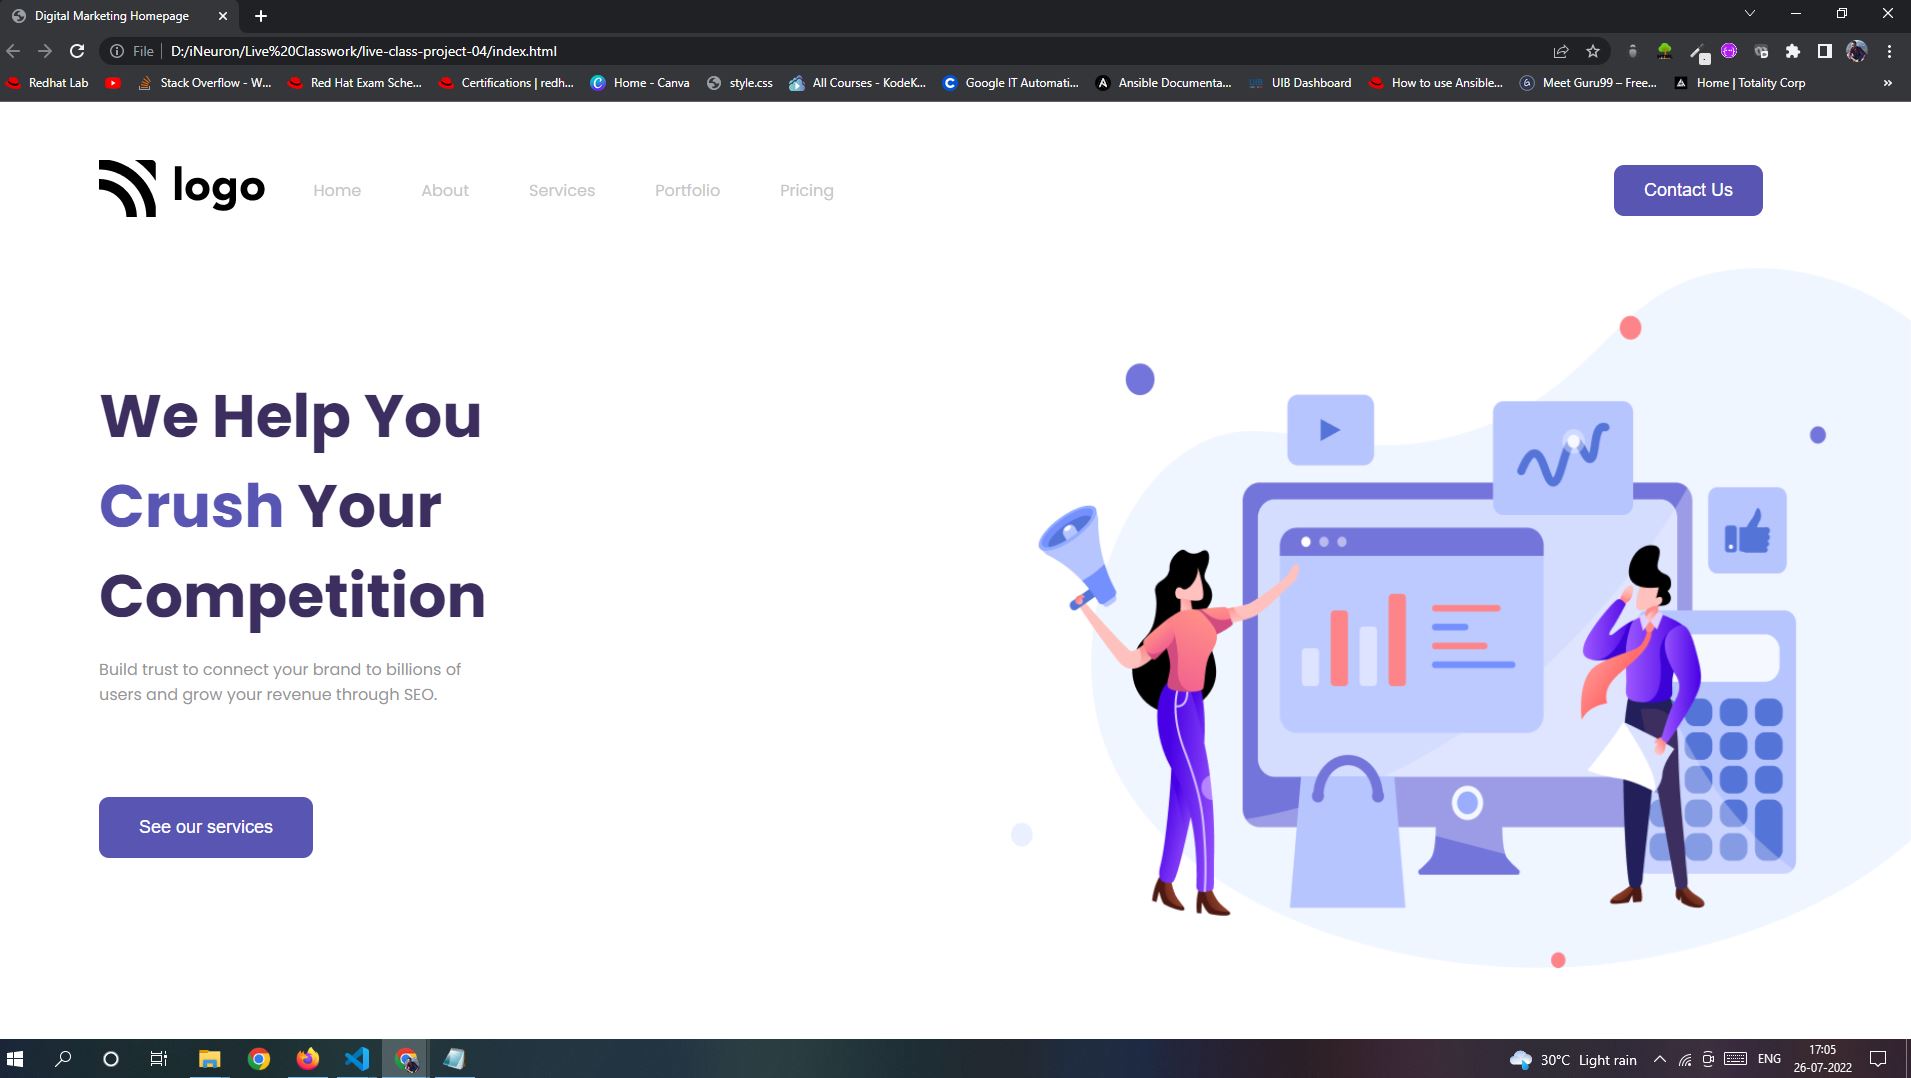 Digital Marketing Homepage
File
D:/iNeuron/Live%20Classwork/live-class-project-04/index.html
Redhat Lab
Stack Overflow - W...
Red Hat Exam Sche...
Certifications | redh...
Home - Canva
style.css
All Courses - KodeK...
Google IT Automati...
Ansible Documenta...
UIB Dashboard
How to use Ansible...
Meet Guru99 – Free...
Home | Totality Corp
»
logo
Home
About
Services
Portfolio
Pricing
Contact Us
We Help You
Crush Your
Competition
Build trust to connect your brand to billions of
users and grow your revenue through SEO.
See our services
30°C Light rain
ENG
17:05
26-07-2022